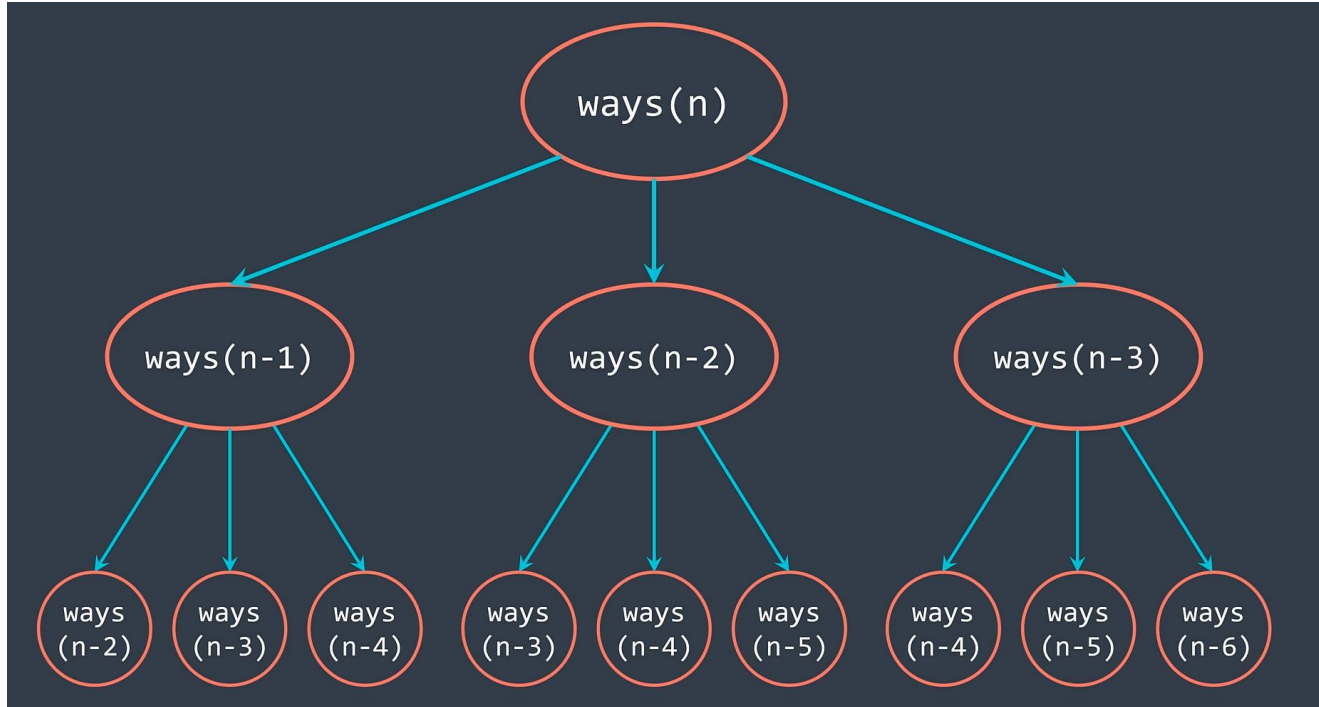 ways(n)
ways(n-1)
ways(n-2)
ways(n-3)
ways
(n-2)
ways
(n-3)
ways
(n-4)
ways
(n-3)
ways
(n-4)
ways
(n-5)
ways
(n-4)
ways
(n-5)
ways
(n-6)